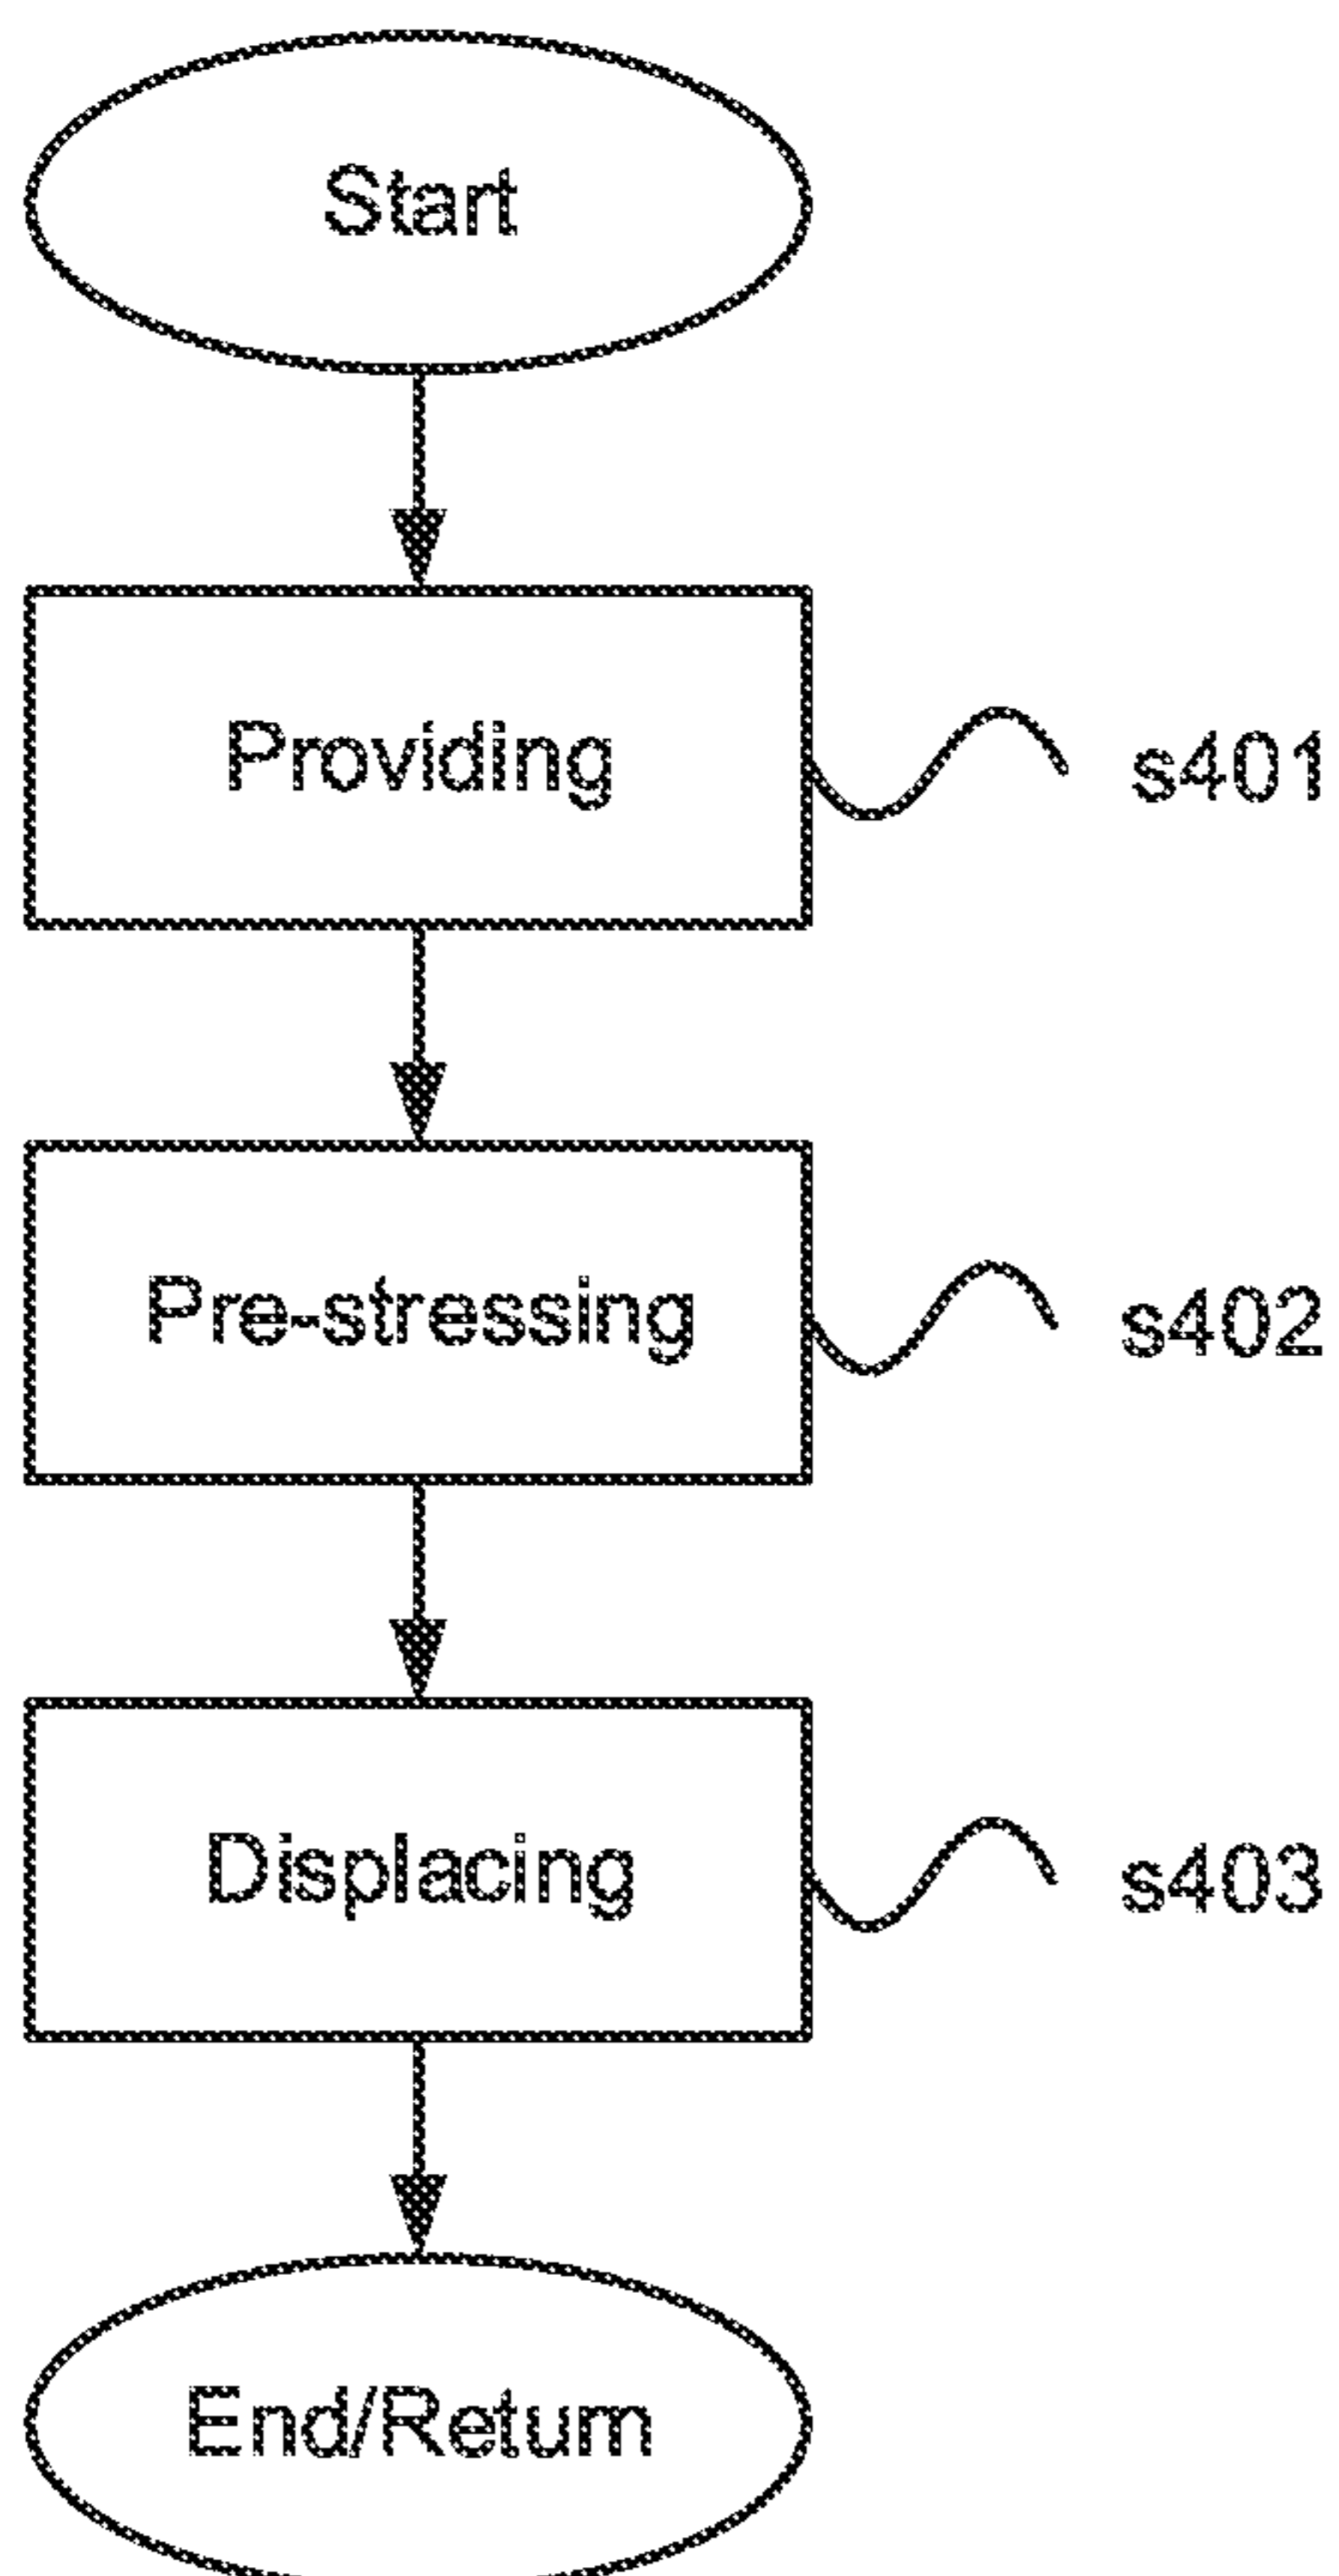 Start
Providing
s401
Pre-stressing
s402
Displacing
s403
End/Return